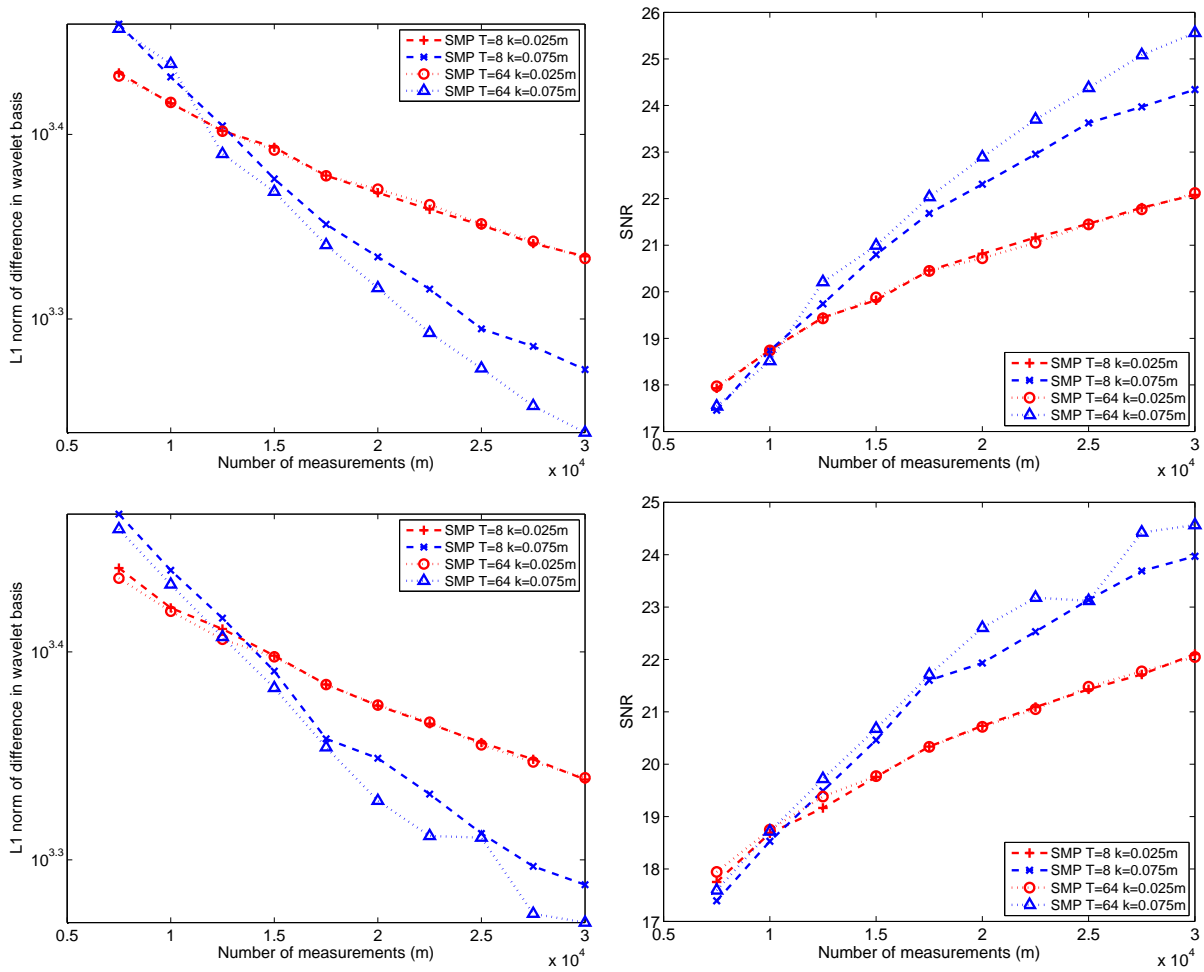 10^3.4
10^3.3
L1 norm of difference in wavelet basis
0.5
1
1.5
2
2.5
3
x 10^4
Number of measurements (m)
SMP T=8 k=0.025m
SMP T=8 k=0.075m
SMP T=64 k=0.025m
SMP T=64 k=0.075m
26
25
24
23
22
21
20
19
18
17
SNR
0.5
1
1.5
2
2.5
3
x 10^4
Number of measurements (m)
SMP T=8 k=0.025m
SMP T=8 k=0.075m
SMP T=64 k=0.025m
SMP T=64 k=0.075m
10^3.4
10^3.3
L1 norm of difference in wavelet basis
0.5
1
1.5
2
2.5
3
x 10^4
Number of measurements (m)
SMP T=8 k=0.025m
SMP T=8 k=0.075m
SMP T=64 k=0.025m
SMP T=64 k=0.075m
25
24
23
22
21
20
19
18
17
SNR
0.5
1
1.5
2
2.5
3
x 10^4
Number of measurements (m)
SMP T=8 k=0.025m
SMP T=8 k=0.075m
SMP T=64 k=0.025m
SMP T=64 k=0.075m